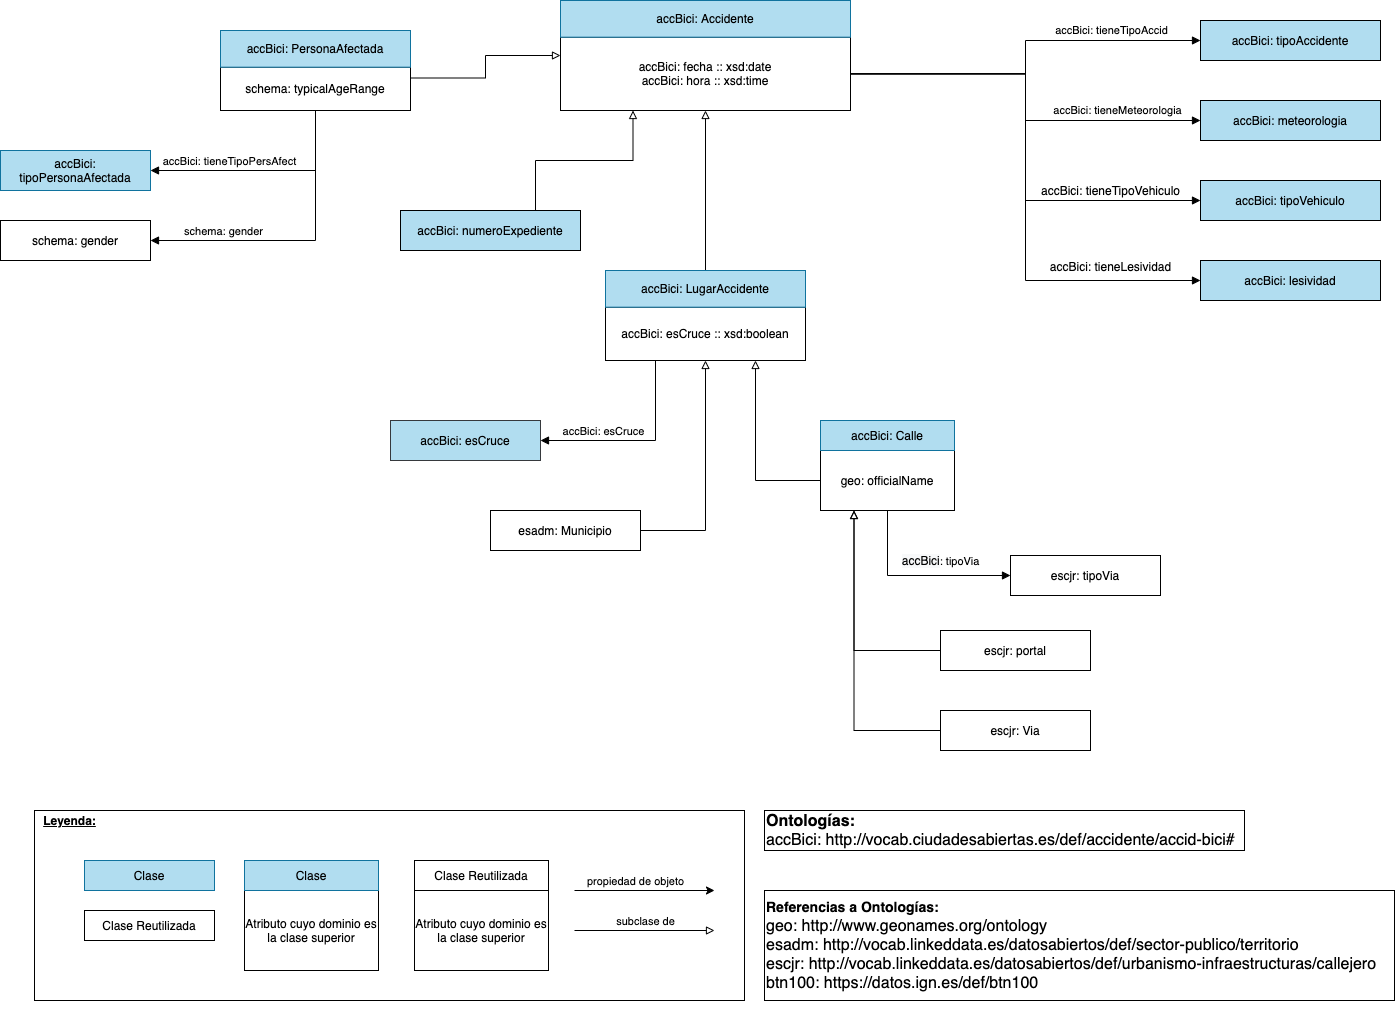 accBici: Accidente
accBici: fecha :: xsd:date
accBici: hora :: xsd:time
accBici: PersonaAfectada
schema: typicalAgeRange
accBici: tieneTipoAccid
accBici: tipoAccidente
accBici: tieneMeteorologia
accBici: meteorologia
accBici: tieneTipoVehiculo
accBici: tipoVehiculo
accBici: tieneLesividad
accBici: lesividad
accBici:
tipoPersonaAfectada
accBici: tieneTipoPersAfect
schema: gender
schema: gender
accBici: numeroExpediente
accBici: LugarAccidente
accBici: esCruce :: xsd:boolean
accBici: esCruce
accBici: esCruce
accBici: Calle
geo: officialName
esadm: Municipio
accBici: tipoVia
escjr: tipoVia
escjr: portal
escjr: Via
Leyenda:
Clase
Clase Reutilizada
Clase
Atributo cuyo dominio es
la clase superior
Clase Reutilizada
Atributo cuyo dominio es
la clase superior
propiedad de objeto
subclase de
Ontologías:
accBici: http://vocab.ciudadesabiertas.es/def/accidente/accid-bici#
Referencias a Ontologías:
geo: http://www.geonames.org/ontology
esadm: http://vocab.linkeddata.es/datosabiertos/def/sector-publico/territorio
escjr: http://vocab.linkeddata.es/datosabiertos/def/urbanismo-infraestructuras/callejero
btn100: https://datos.ign.es/def/btn100